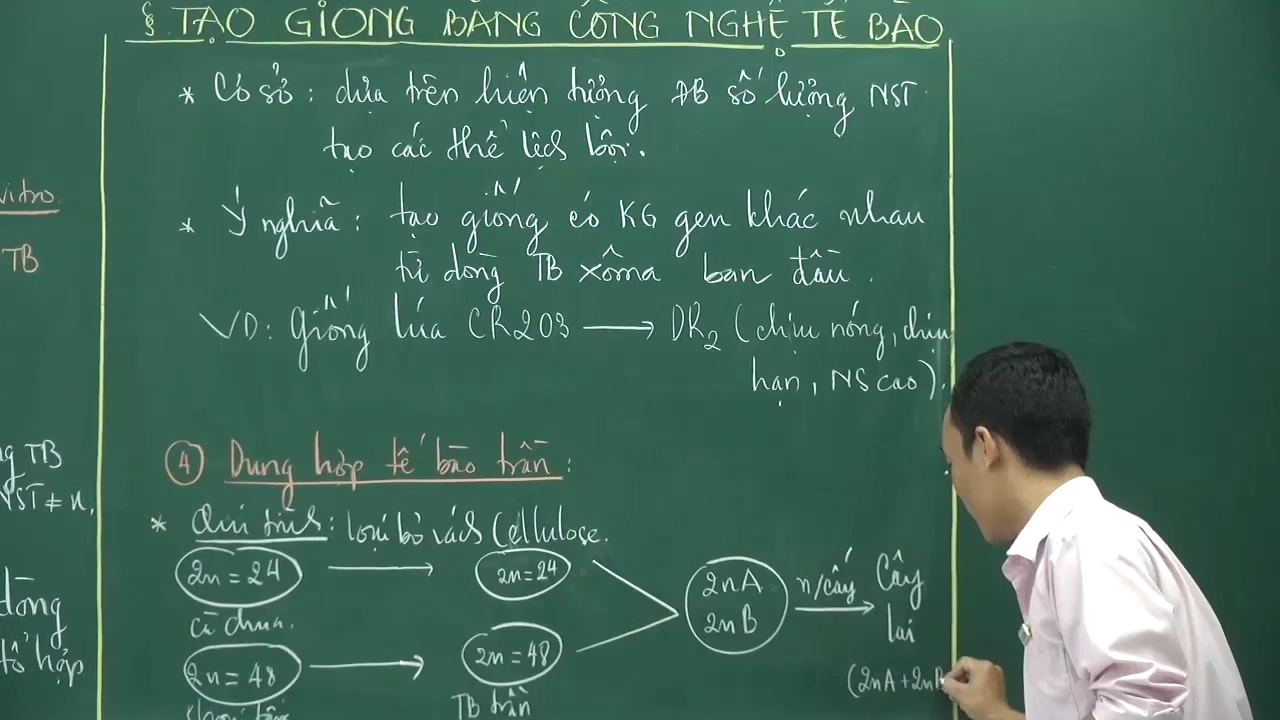 § TẠO GIỐNG BẰNG CÔNG NGHỆ TẾ BÀO
* Cơ sở: dựa trên hiện tượng ĐB số lượng NST
tạo các thể lệch bội.
* Ý nghĩa: tạo giống có KG gen khác nhau
từ dòng TB xôma ban đầu.
VD: Giống lúa CR203 → DR2 (chịu nóng, chịu
hạn, NS cao).
④ Dung hợp tế bào trần:
* Qui trình: loại bỏ vách Cellulose.
2n = 24 → 2n = 24
cà chua.
2n = 48 → 2n = 48
TB trần
2nA
2nB
n/cấy → Cây
lai
(2nA + 2nB
vitro.
TB
TB
NST ≠ n.
dòng
tổ hợp